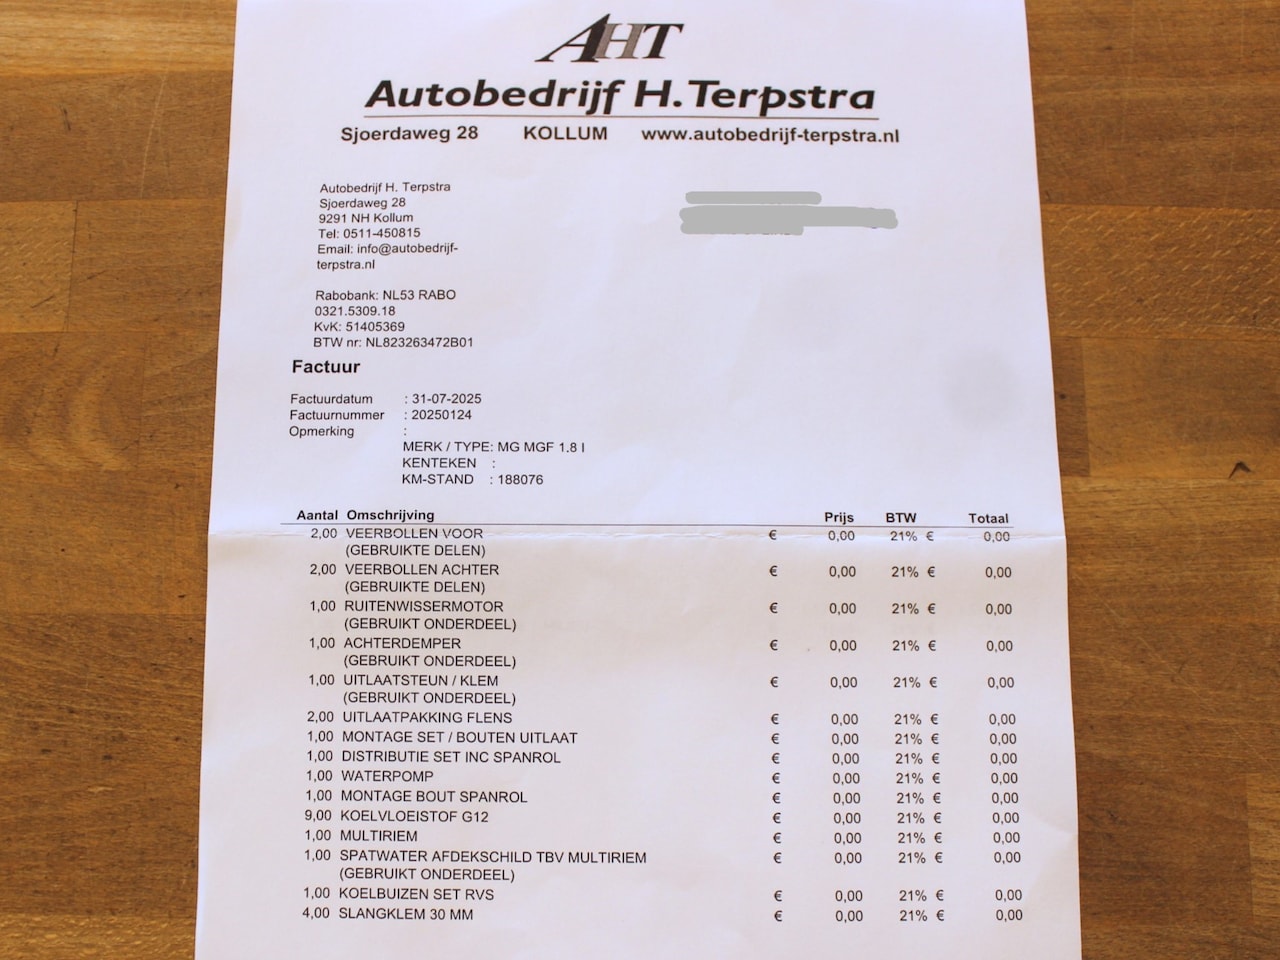 AHT
Autobedrijf H. Terpstra
Sjoerdaweg 28 KOLLUM www.autobedrijf-terpstra.nl
Autobedrijf H. Terpstra
Sjoerdaweg 28
9291 NH Kollum
Tel: 0511-450815
Email: info@autobedrijf-
terpstra.nl
Rabobank: NL53 RABO
0321.5309.18
KvK: 51405369
BTW nr: NL823263472B01
Factuur
Factuurdatum : 31-07-2025
Factuurnummer : 20250124
Opmerking :
MERK / TYPE: MG MGF 1.8 I
KENTEKEN :
KM-STAND : 188076
Aantal Omschrijving Prijs BTW Totaal
2,00 VEERBOLLEN VOOR € 0,00 21% € 0,00
(GEBRUIKTE DELEN)
2,00 VEERBOLLEN ACHTER € 0,00 21% € 0,00
(GEBRUIKTE DELEN)
1,00 RUITENWISSERMOTOR € 0,00 21% € 0,00
(GEBRUIKT ONDERDEEL)
1,00 ACHTERDEMPER € 0,00 21% € 0,00
(GEBRUIKT ONDERDEEL)
1,00 UITLAATSTEUN / KLEM € 0,00 21% € 0,00
(GEBRUIKT ONDERDEEL)
2,00 UITLAATPAKKING FLENS € 0,00 21% € 0,00
1,00 MONTAGE SET / BOUTEN UITLAAT € 0,00 21% € 0,00
1,00 DISTRIBUTIE SET INC SPANROL € 0,00 21% € 0,00
1,00 WATERPOMP € 0,00 21% € 0,00
1,00 MONTAGE BOUT SPANROL € 0,00 21% € 0,00
9,00 KOELVLOEISTOF G12 € 0,00 21% € 0,00
1,00 MULTIRIEM € 0,00 21% € 0,00
1,00 SPATWATER AFDEKSCHILD TBV MULTIRIEM € 0,00 21% € 0,00
(GEBRUIKT ONDERDEEL)
1,00 KOELBUIZEN SET RVS € 0,00 21% € 0,00
4,00 SLANGKLEM 30 MM € 0,00 21% € 0,00